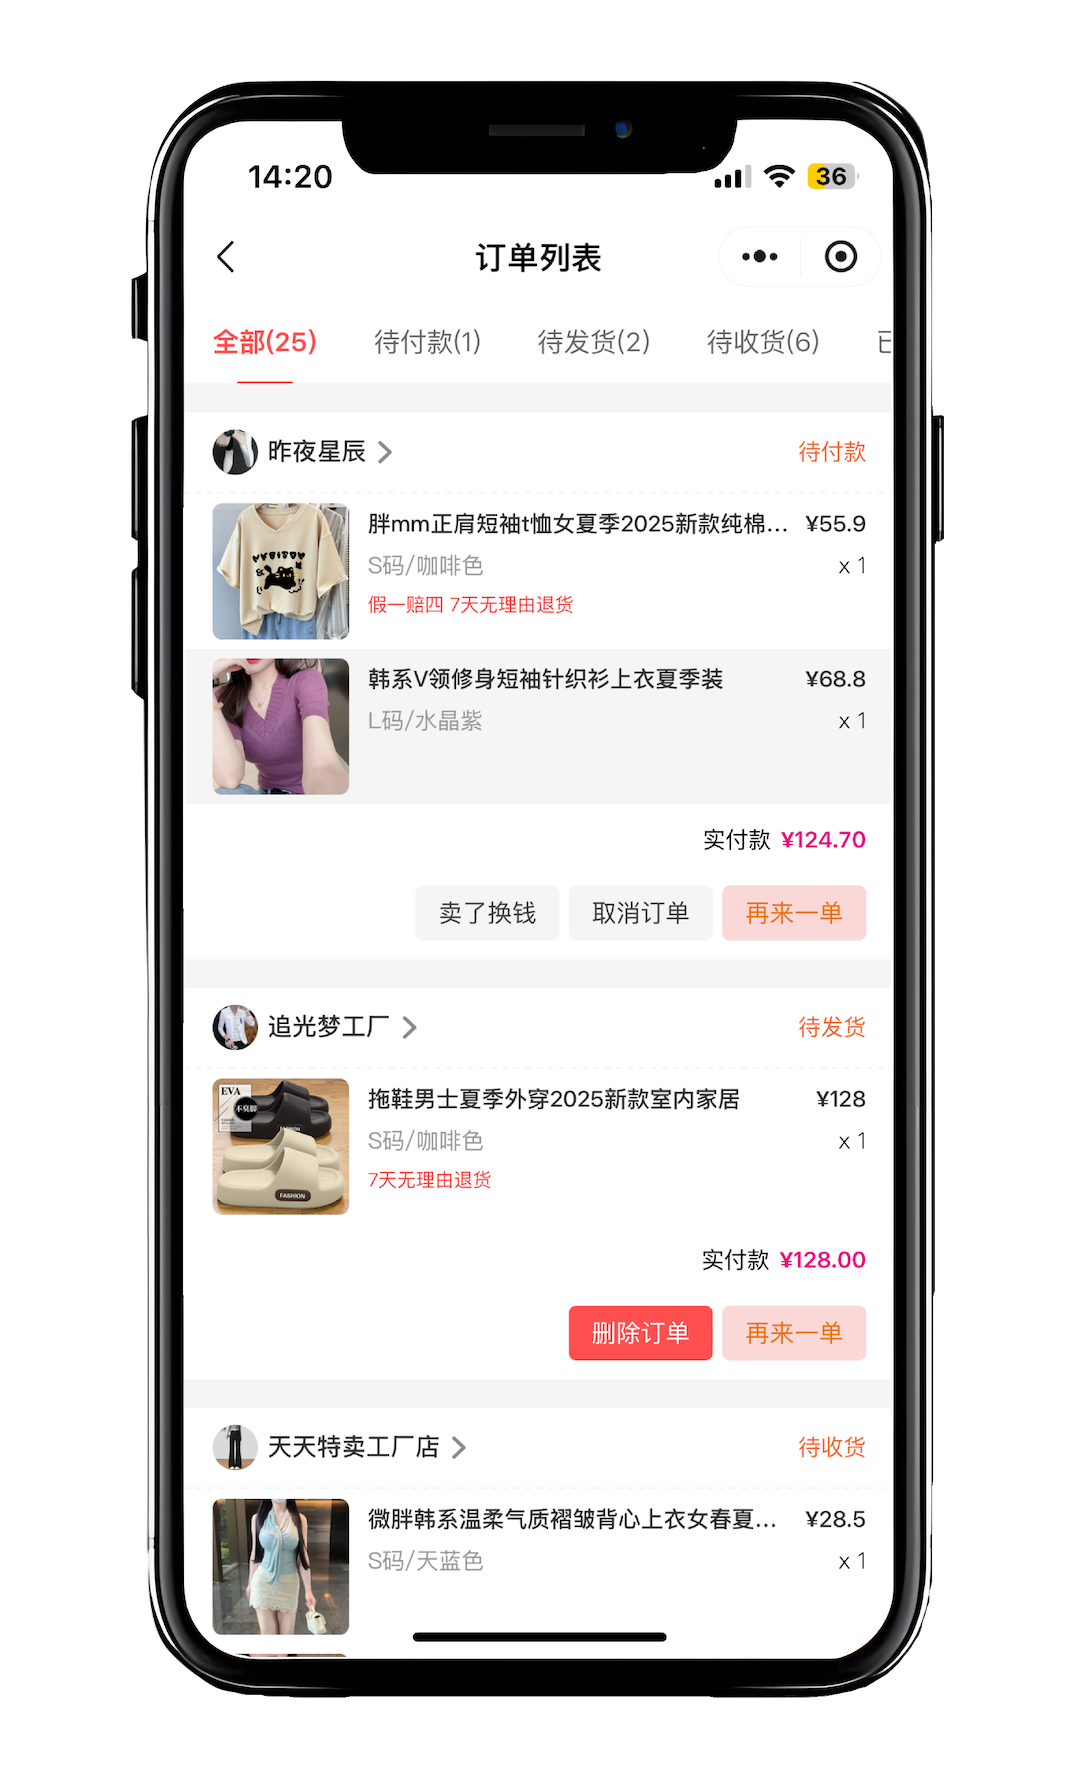 14:20
36
订单列表
全部(25) 待付款(1) 待发货(2) 待收货(6)
昨夜星辰 待付款
胖mm正肩短袖t恤女夏季2025新款纯棉... ¥55.9
S码/咖啡色 x 1
假一赔四 7天无理由退货
韩系V领修身短袖针织衫上衣夏季装 ¥68.8
L码/水晶紫 x 1
实付款 ¥124.70
卖了换钱 取消订单 再来一单
追光梦工厂 待发货
EVA
不臭脚
FASHION
FASHION
拖鞋男士夏季外穿2025新款室内家居 ¥128
S码/咖啡色 x 1
7天无理由退货
实付款 ¥128.00
删除订单 再来一单
天天特卖工厂店 待收货
微胖韩系温柔气质褶皱背心上衣女春夏... ¥28.5
S码/天蓝色 x 1